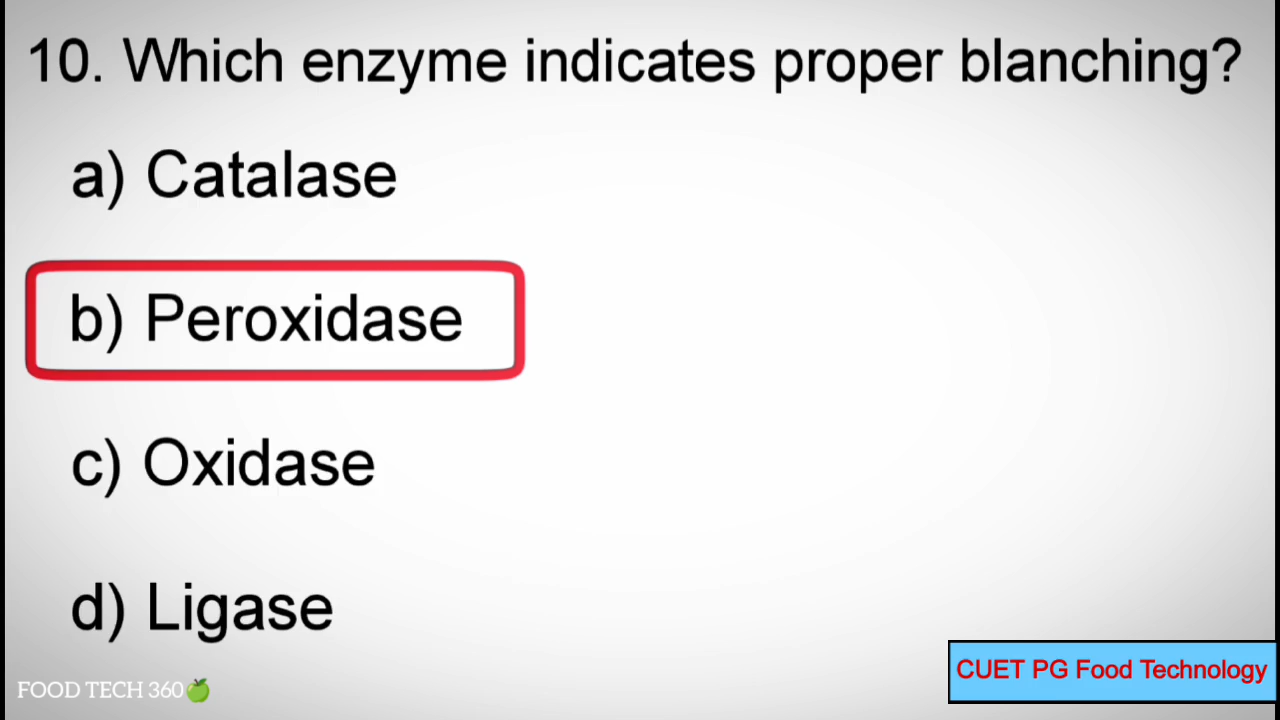 10. Which enzyme indicates proper blanching?
a) Catalase
b) Peroxidase
c) Oxidase
d) Ligase
FOOD TECH 360
CUET PG Food Technology